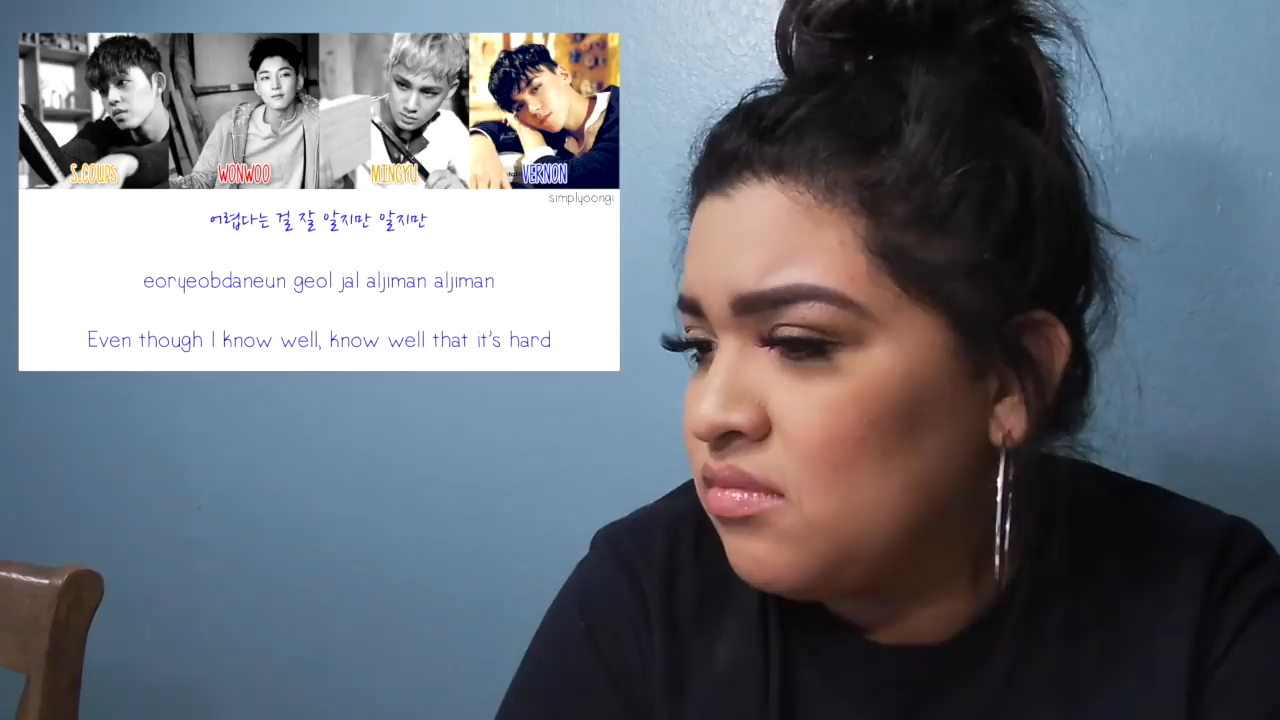 S.COUPS WONWOO MINGYU VERNON
simplyoongi
어렵다는 걸 잘 알지만 알지만
eoryeobdaneun geol jal aljiman aljiman
Even though I know well, know well that it's hard